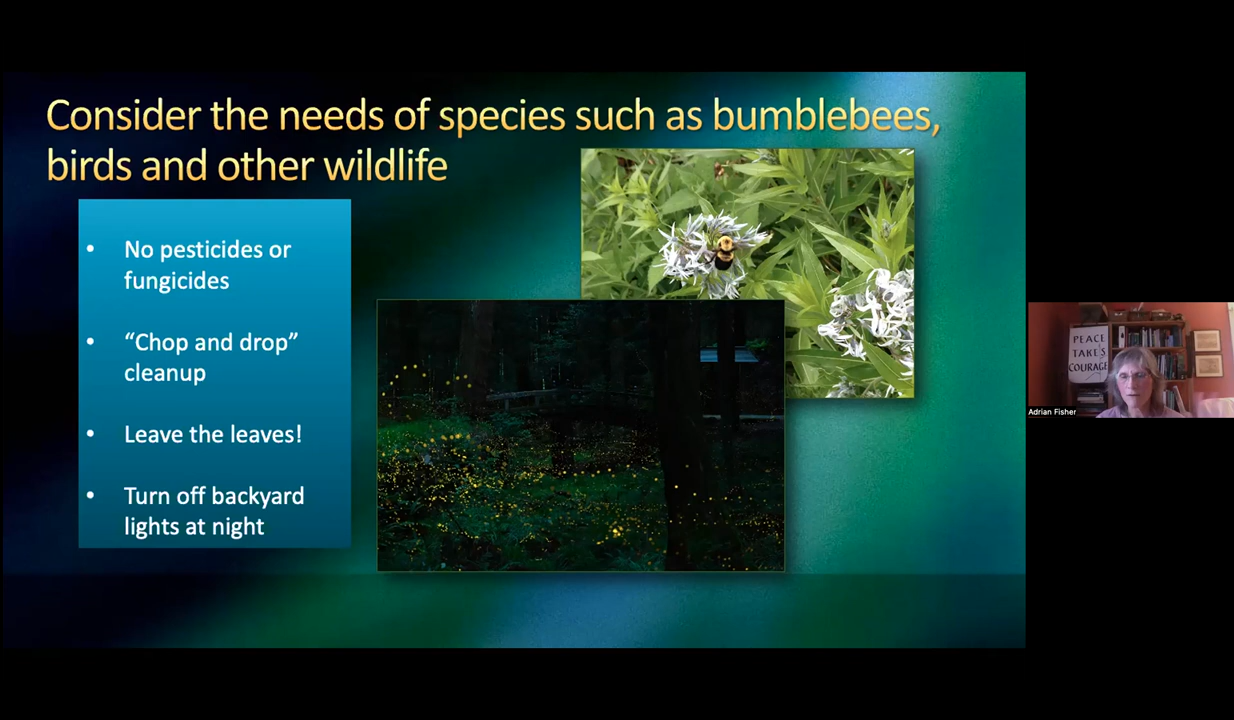 Consider the needs of species such as bumblebees,
birds and other wildlife
• No pesticides or
fungicides
• “Chop and drop”
cleanup
• Leave the leaves!
• Turn off backyard
lights at night
PEACE
TAKES
COURAGE
Adrian Fisher